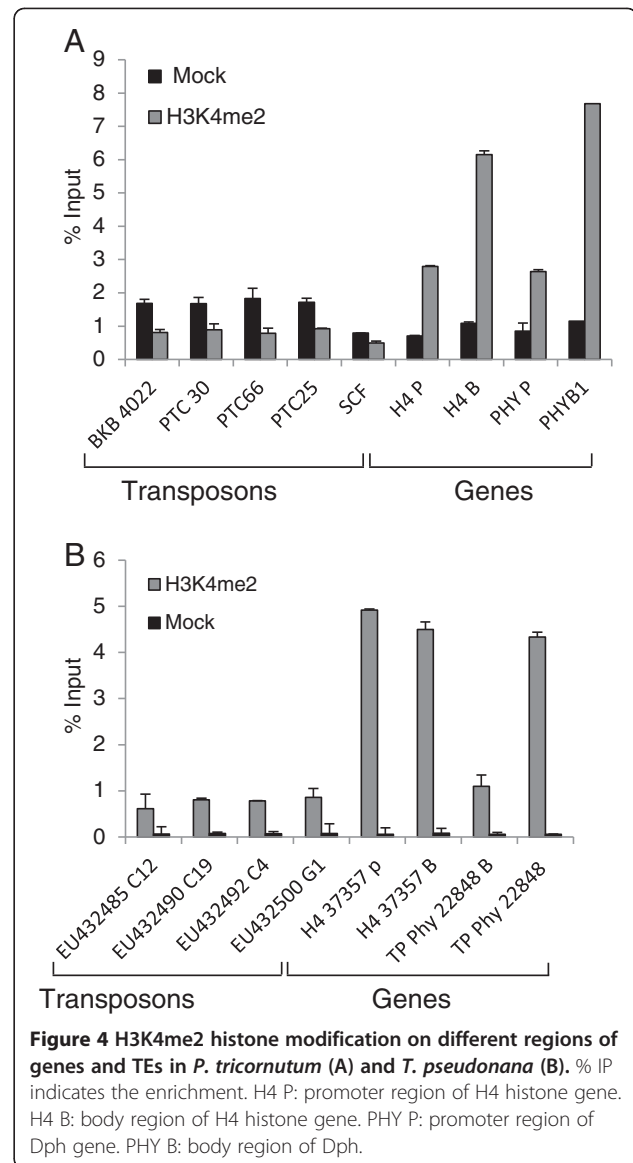 A
9
8
7
6
5
4
3
2
1
0
% Input
Mock
H3K4me2
BKB 4022
PTC 30
PTC66
PTC25
SCF
H4 P
H4 B
PHY P
PHYB1
Transposons
Genes
B
6
5
4
3
2
1
0
% Input
H3K4me2
Mock
EU432485 C12
EU432490 C19
EU432492 C4
EU432500 G1
H4 37357 p
H4 37357 B
TP Phy 22848 B
TP Phy 22848
Transposons
Genes
Figure 4 H3K4me2 histone modification on different regions of
genes and TEs in P. tricornutum (A) and T. pseudonana (B). % IP
indicates the enrichment. H4 P: promoter region of H4 histone gene.
H4 B: body region of H4 histone gene. PHY P: promoter region of
Dph gene. PHY B: body region of Dph.